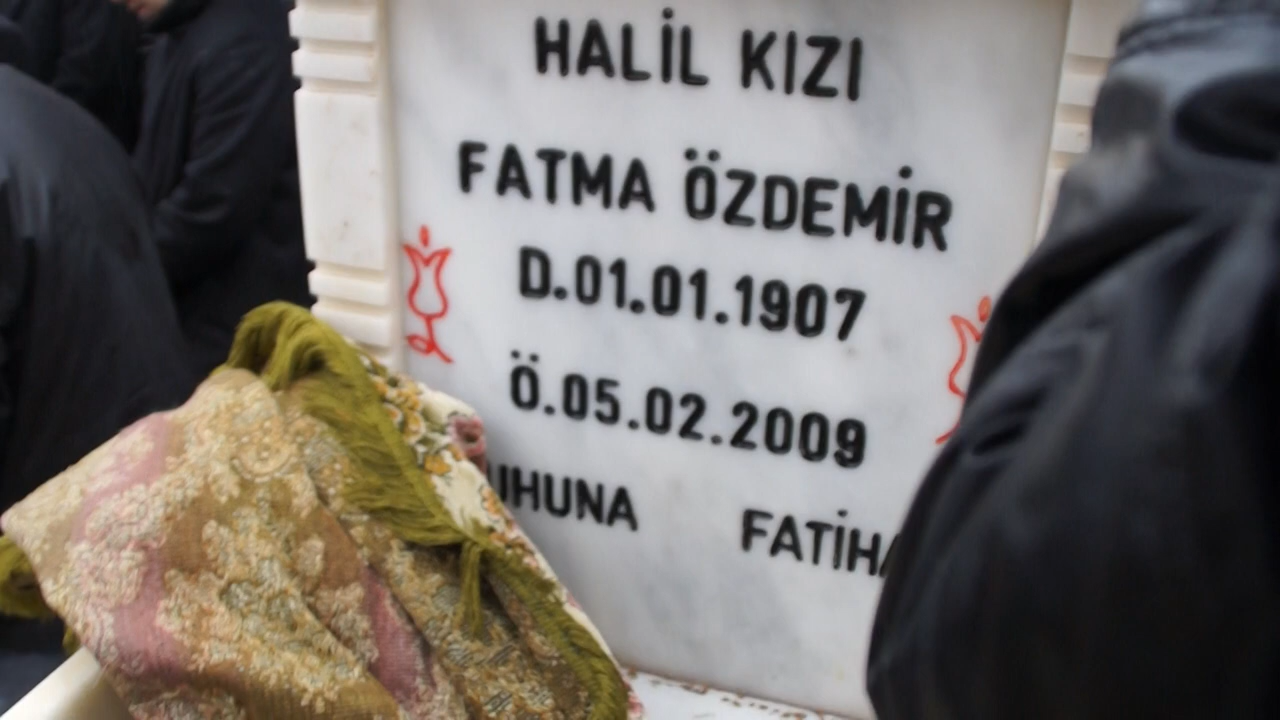 HALİL KIZI
FATMA ÖZDEMİR
D.01.01.1907
Ö.05.02.2009
UHUNA FATİHA